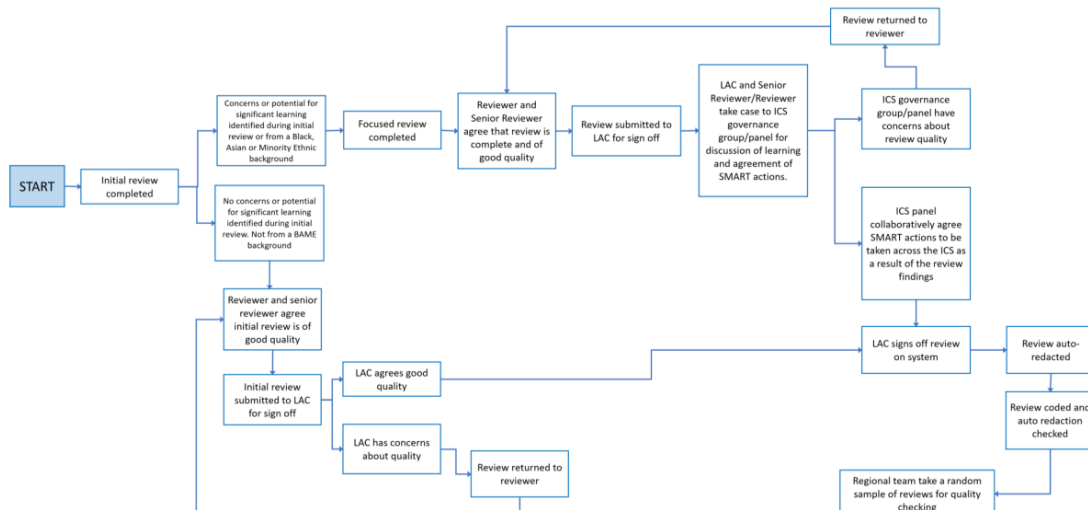 Review returned to
reviewer
Concerns or potential for
significant learning
identified during initial
review or from a Black,
Asian or Minority Ethnic
background
Focused review
completed
Reviewer and
Senior Reviewer
agree that review is
complete and of
good quality
Review submitted to
LAC for sign off
LAC and Senior
Reviewer/Reviewer
take case to ICS
governance
group/panel for
discussion of learning
and agreement of
SMART actions.
ICS governance
group/panel have
concerns about
review quality
START
Initial review
completed
No concerns or potential
for significant learning
identified during initial
review. Not from a BAME
background
ICS panel
collaboratively agree
SMART actions to be
taken across the ICS as
a result of the review
findings
Reviewer and senior
reviewer agree
initial review is of
good quality
LAC signs off review
on system
Review auto-
redacted
Initial review
submitted to LAC
for sign off
LAC agrees good
quality
Review coded and
auto redaction
checked
LAC has concerns
about quality
Review returned to
reviewer
Regional team take a random
sample of reviews for quality
checking